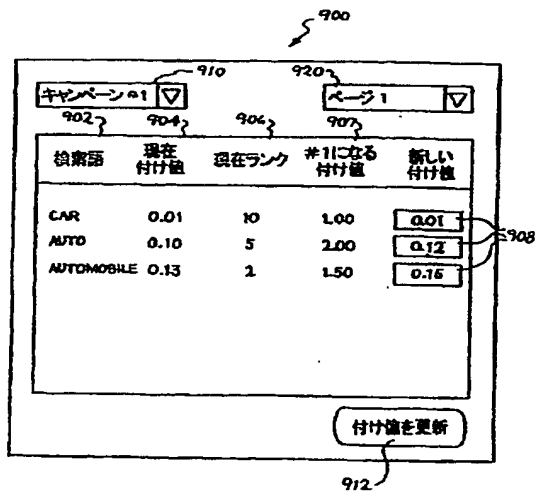 900
910 920
キャンペーン#1 ページ1
902 904 906 907
検索語 現在付け値 現在ランク #1になる付け値 新しい付け値
CAR 0.01 10 1.00 0.01
AUTO 0.10 5 2.00 0.12
AUTOMOBILE 0.13 2 1.50 0.15
908
付け値を更新
912